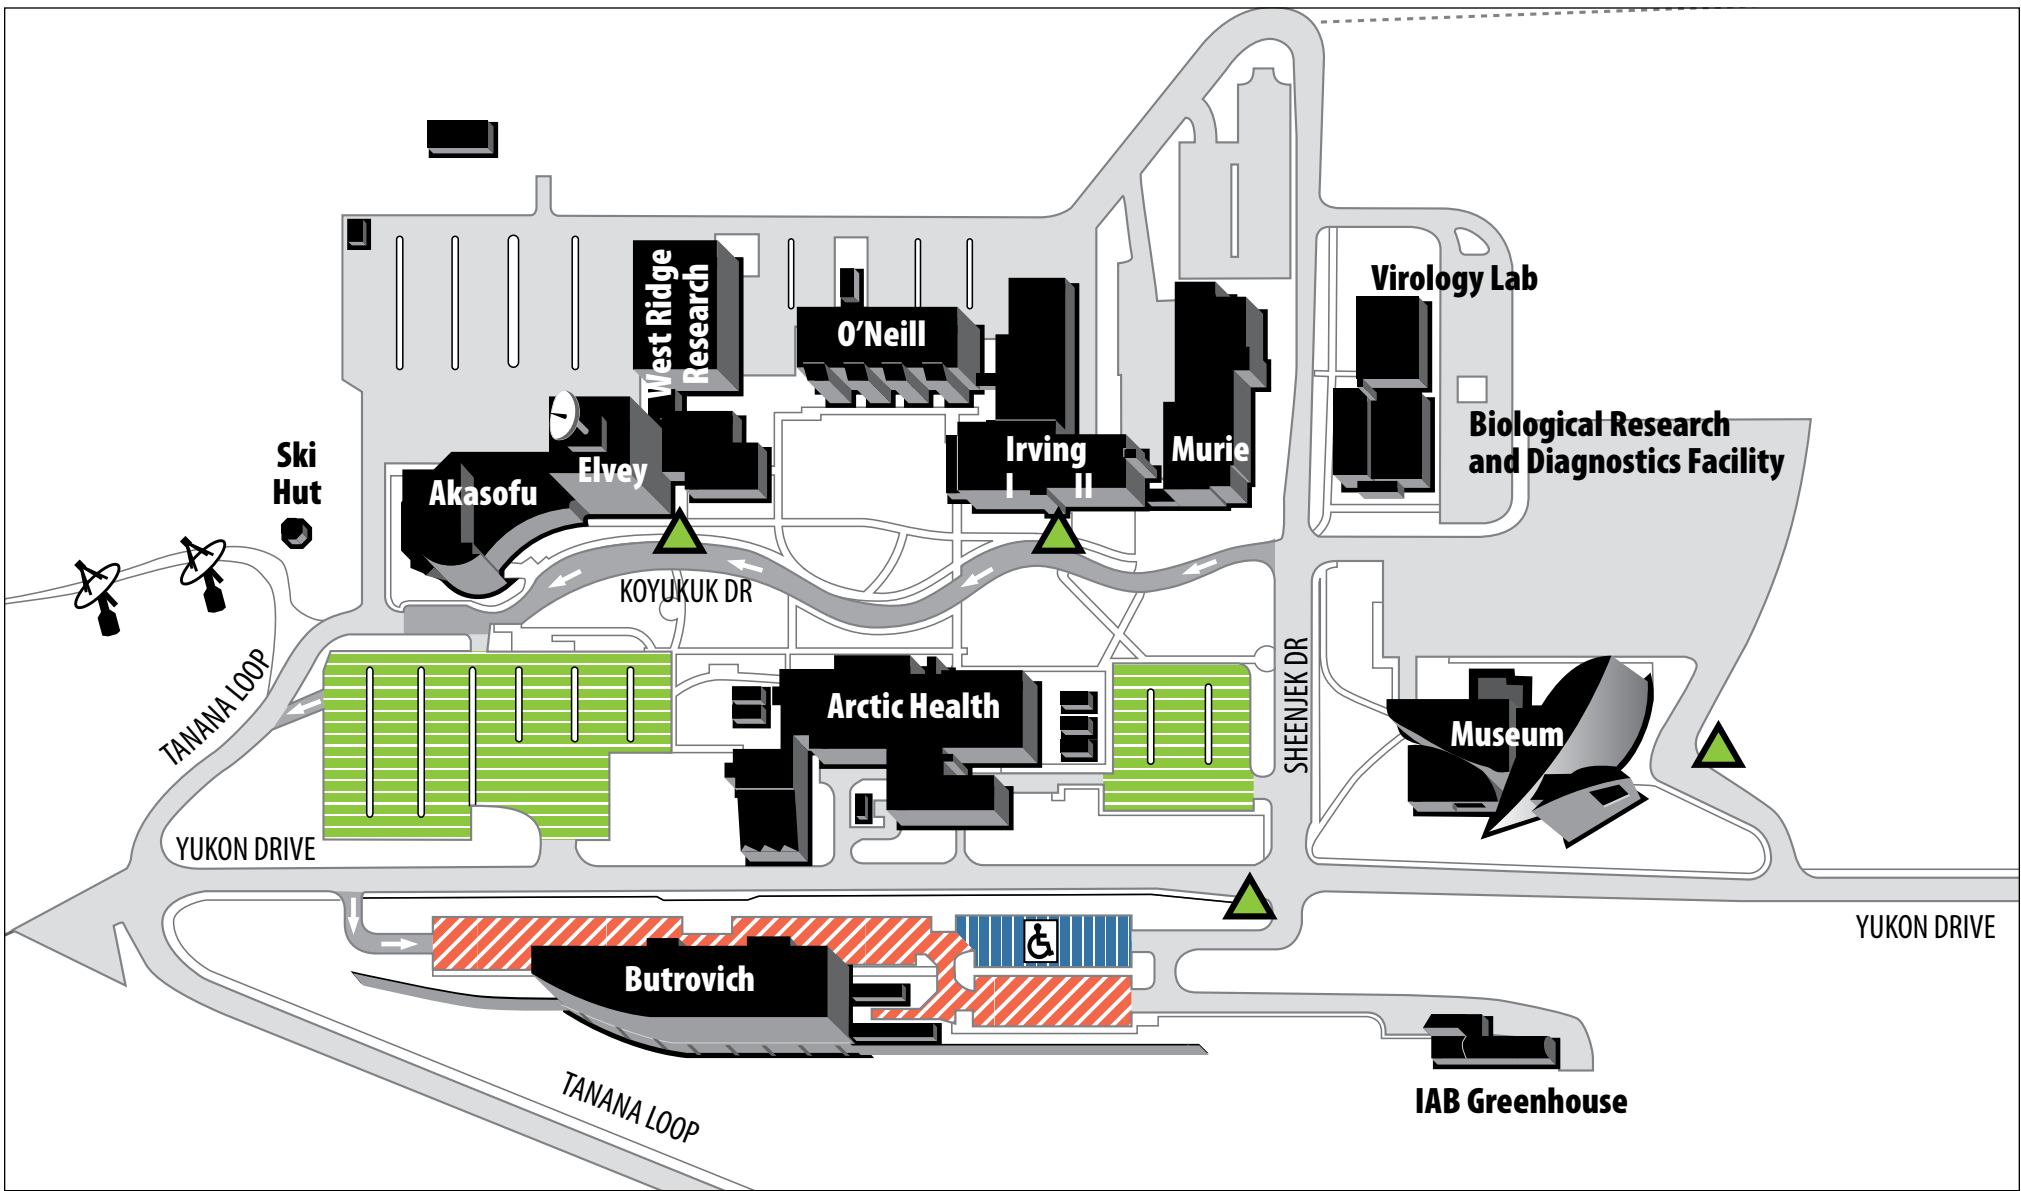 Virology Lab
West Ridge
Research
O'Neill
Biological Research
and Diagnostics Facility
Ski
Hut
Akasofu
Elvey
Irving
I II
Murie
KOYUKUK DR
TANANA LOOP
Arctic Health
SHEENJEK DR
Museum
YUKON DRIVE
YUKON DRIVE
Butrovich
TANANA LOOP
IAB Greenhouse